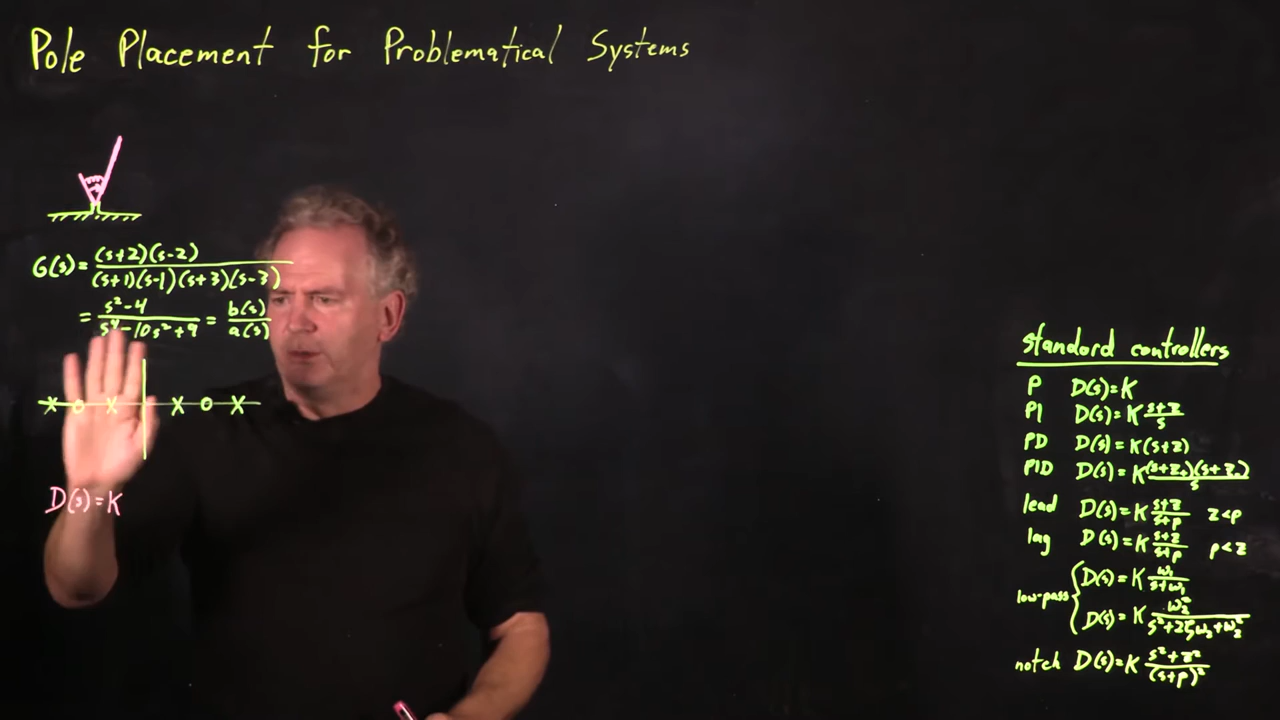 Pole Placement for Problematical Systems
G(s) = (s+2)(s-2) / (s+1)(s-1)(s+3)(s-3)
= s²-4 / s⁴-10s²+9 = b(s) / a(s)
D(s)=K
standard controllers
P D(s)=K
PI D(s)=K s+z / s
PD D(s)=K(s+z)
PID D(s)=K (s+z₁)(s+z₂) / s
lead D(s)=K s+z / s+p z<p
lag D(s)=K s+z / s+p p<z
low-pass { D(s)=K ω₁ / s+ω₁
D(s)=K ω₂² / s²+2ζω₂+ω₂²
notch D(s)=K s²+z² / (s+p)²